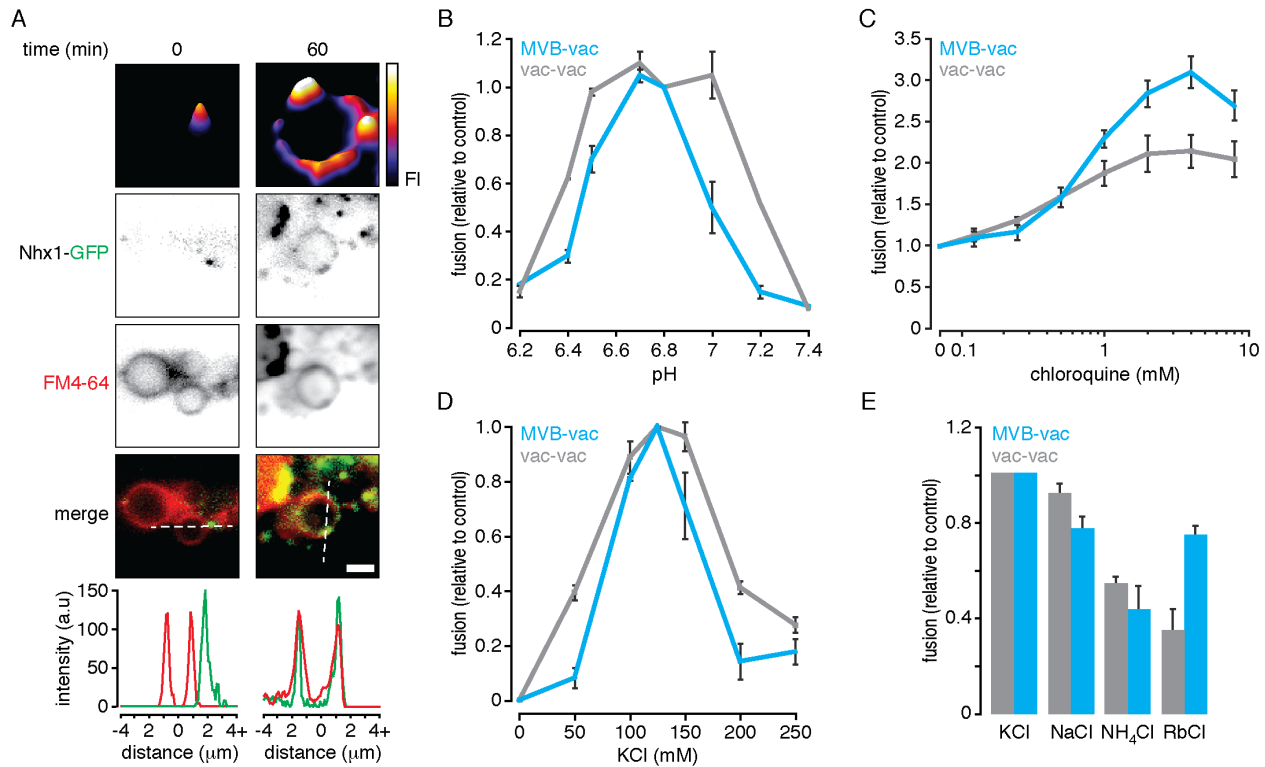 A
time (min) 0 60
FI
Nhx1-GFP
FM4-64
merge
intensity (a.u)
150
100
50
0
-4 2 0 2 4+ -4 2 0 2 4+
distance (µm) distance (µm)
B
MVB-vac
vac-vac
fusion (relative to control)
1.2
1.0
0.8
0.6
0.4
0.2
0
6.2 6.4 6.6 6.8 7 7.2 7.4
pH
C
MVB-vac
vac-vac
fusion (relative to control)
3.5
3.0
2.5
2.0
1.5
1.0
0.5
0
0 0.1 1 10
chloroquine (mM)
D
MVB-vac
vac-vac
fusion (relative to control)
1.0
0.8
0.6
0.4
0.2
0
0 50 100 150 200 250
KCl (mM)
E
MVB-vac
vac-vac
fusion (relative to control)
1.2
0.8
0.4
0
KCl NaCl NH₄Cl RbCl